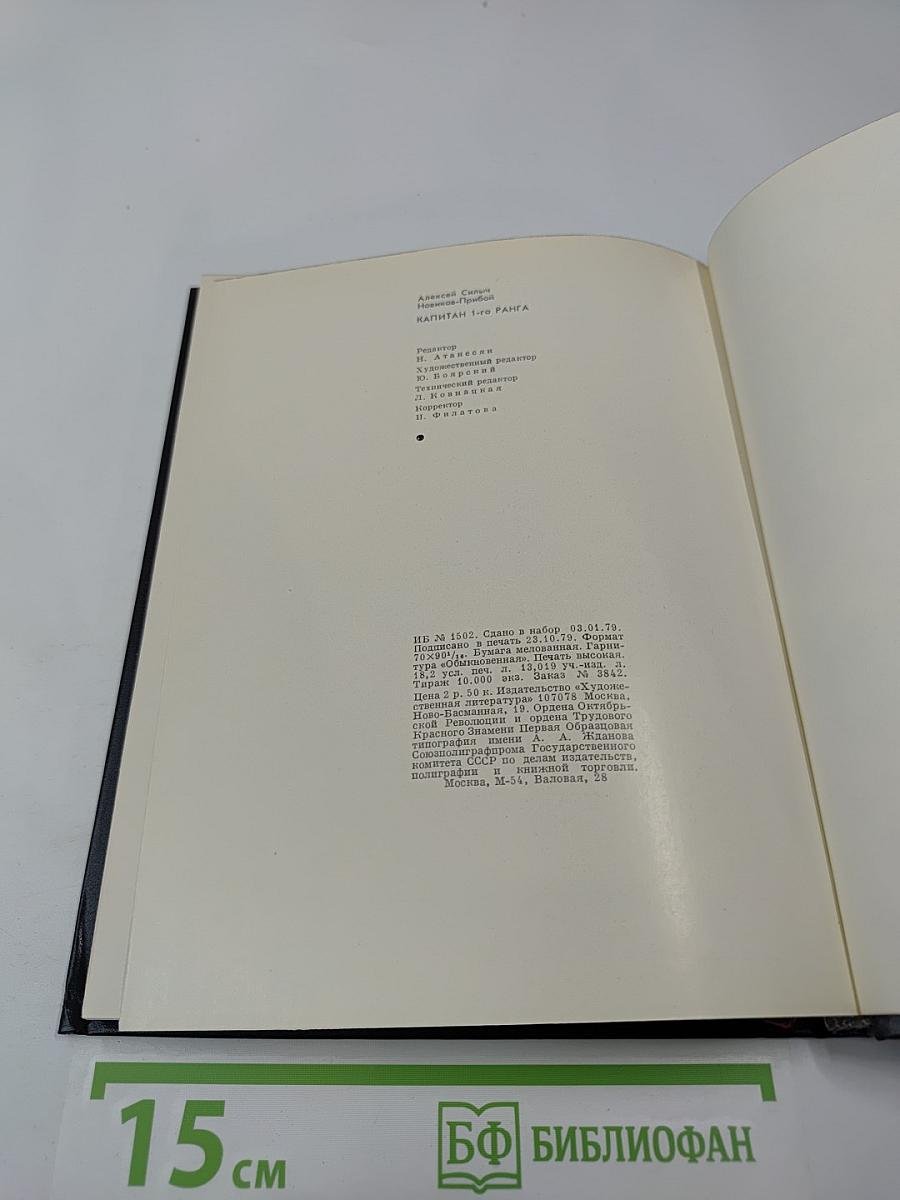 Алексей Силыч
Новиков-Прибой
КАПИТАН 1-го РАНГА
Редактор
Н. Атанесян
Художественный редактор
Ю. Боярский
Технический редактор
Л. Ковнацкая
Корректор
Н. Филатова
ИБ № 1502. Сдано в набор 03.01.79.
Подписано в печать 23.10.79. Формат
70×90¹/₁₆. Бумага мелованная. Гарни-
тура «Обыкновенная». Печать высокая.
18,2 усл. печ. л. 13,019 уч.-изд. л.
Тираж 10.000 экз. Заказ № 3842.
Цена 2 р. 50 к. Издательство «Художе-
ственная литература» 107078 Москва,
Ново-Басманная, 19. Ордена Октябрь-
ской Революции и ордена Трудового
Красного Знамени Первая Образцовая
типография имени А. А. Жданова
Союзполиграфпрома Государственного
комитета СССР по делам издательств,
полиграфии и книжной торговли.
Москва, М-54, Валовая, 28
15 см
БФ БИБЛИОФАН